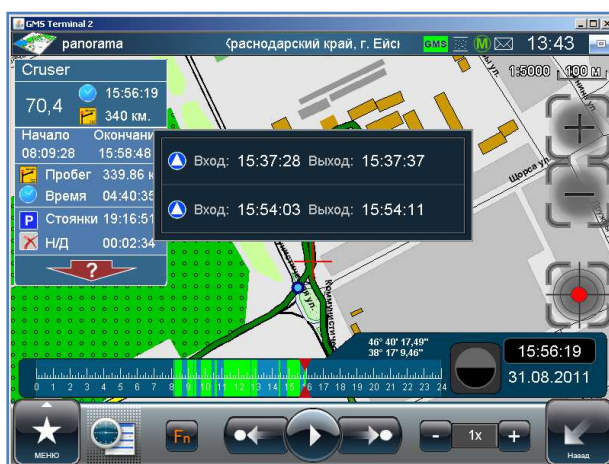 GMS Terminal 2
panorama Краснодарский край, г. Ейск GMS M 13:43
Cruser
1:5000 100 м
70,4
15:56:19
340 км.
Начало Окончание
08:09:28 15:58:48
Пробег 339.86 к
Время 04:40:35
P Стоянки 19:16:51
Н/Д 00:02:34
?
Вход: 15:37:28 Выход: 15:37:37
Вход: 15:54:03 Выход: 15:54:11
Щорса ул.
46° 40' 17,49"
38° 17' 9,46"
15:56:19
31.08.2011
0 1 2 3 4 5 6 7 8 9 10 11 12 13 14 15 16 17 18 19 20 21 22 23 24
МЕНЮ
Fn
- 1x +
Назад